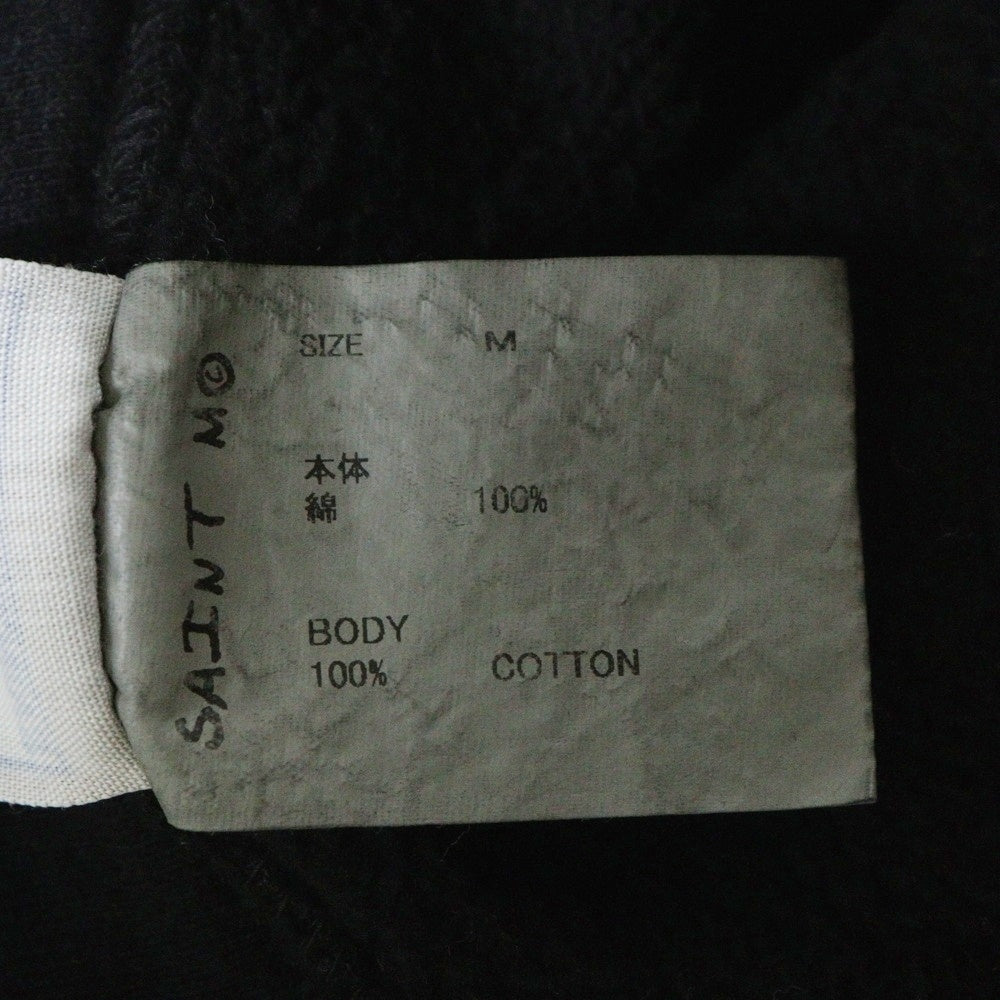 SAINT M©
SIZE M
本体
綿 100%
BODY
100% COTTON